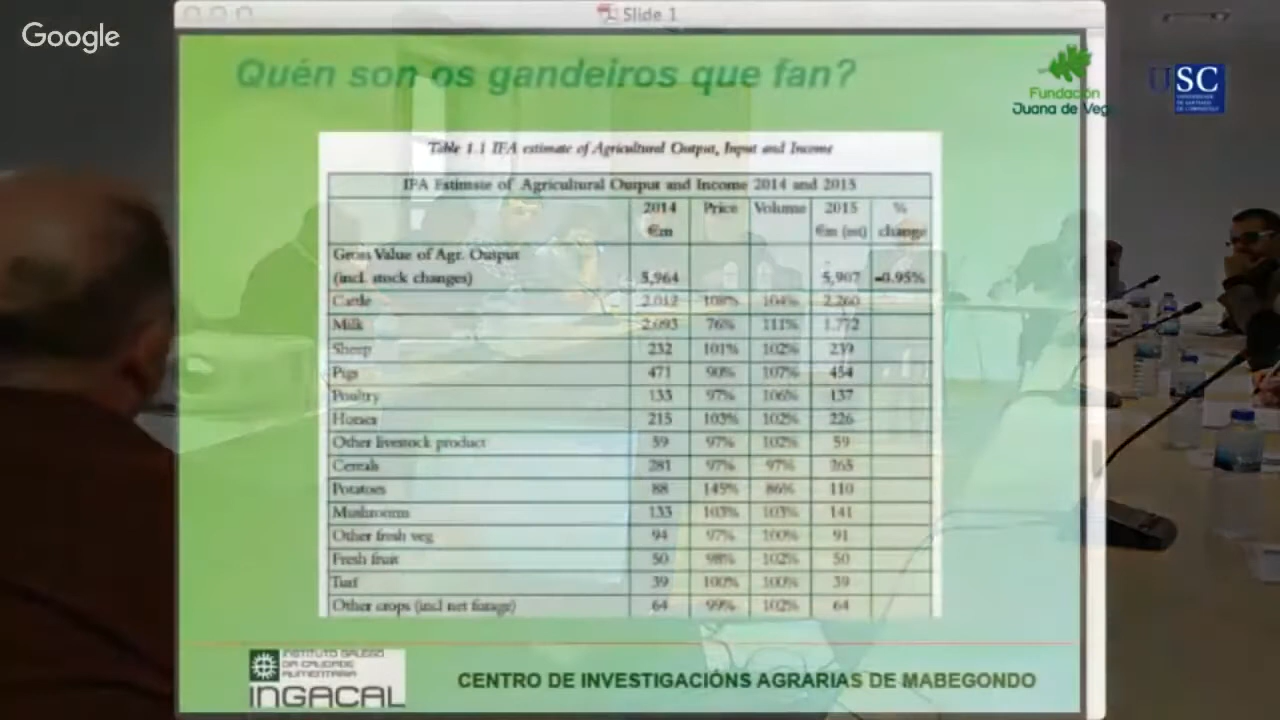 Slide 1
Google
Quén son os gandeiros que fan?
Fundación
Juana de Vega
USC
Table 1.1 IFA estimate of Agricultural Output, Input and Income
IFA Estimate of Agricultural Output and Income 2014 and 2015
2014 Price Volume 2015 %
€m €m (est) change
Gross Value of Agr. Output
(incl. stock changes) 5,964 5,907 -0.95%
Cattle 2,012 108% 104% 2,260
Milk 2,093 76% 111% 1,772
Sheep 232 101% 102% 239
Pigs 471 90% 107% 454
Poultry 133 97% 106% 137
Horses 215 103% 102% 226
Other livestock product 59 97% 102% 59
Cereals 281 97% 97% 265
Potatoes 88 145% 86% 110
Mushrooms 133 103% 103% 141
Other fresh veg 94 97% 100% 91
Fresh fruit 50 98% 102% 50
Turf 39 100% 100% 39
Other crops (incl net forage) 64 99% 102% 64
INSTITUTO GALEGO
DA CALIDADE
ALIMENTARIA
INGACAL
CENTRO DE INVESTIGACIÓNS AGRARIAS DE MABEGONDO